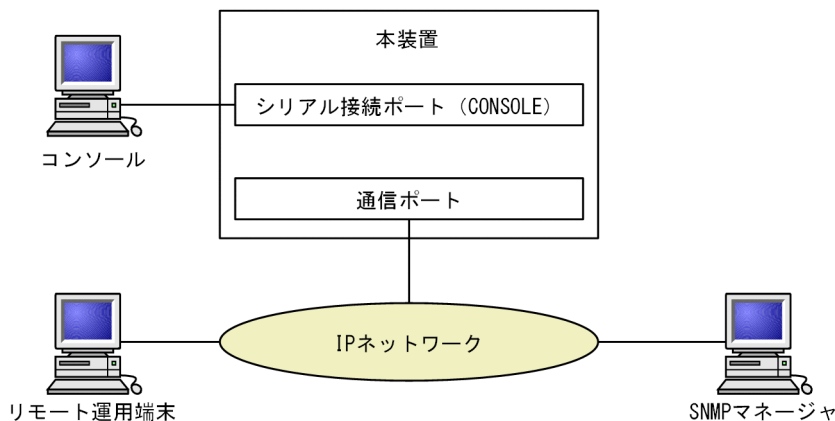 本装置
シリアル接続ポート（CONSOLE）
コンソール
通信ポート
IPネットワーク
リモート運用端末
SNMPマネージャ